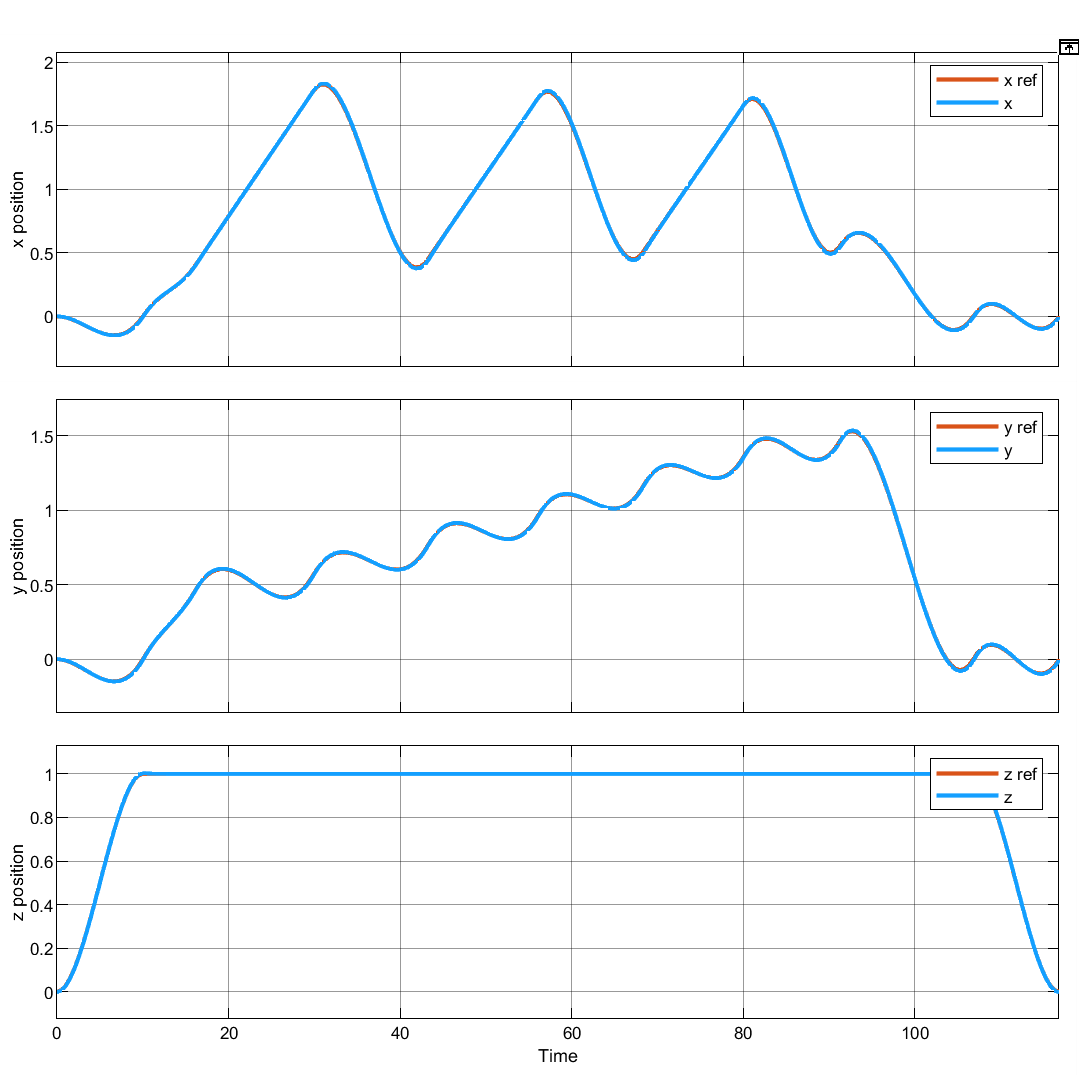 2
1.5
1
0.5
0
x position
x ref
x
1.5
1
0.5
0
y position
y ref
y
1
0.8
0.6
0.4
0.2
0
z position
z ref
z
0 20 40 60 80 100
Time